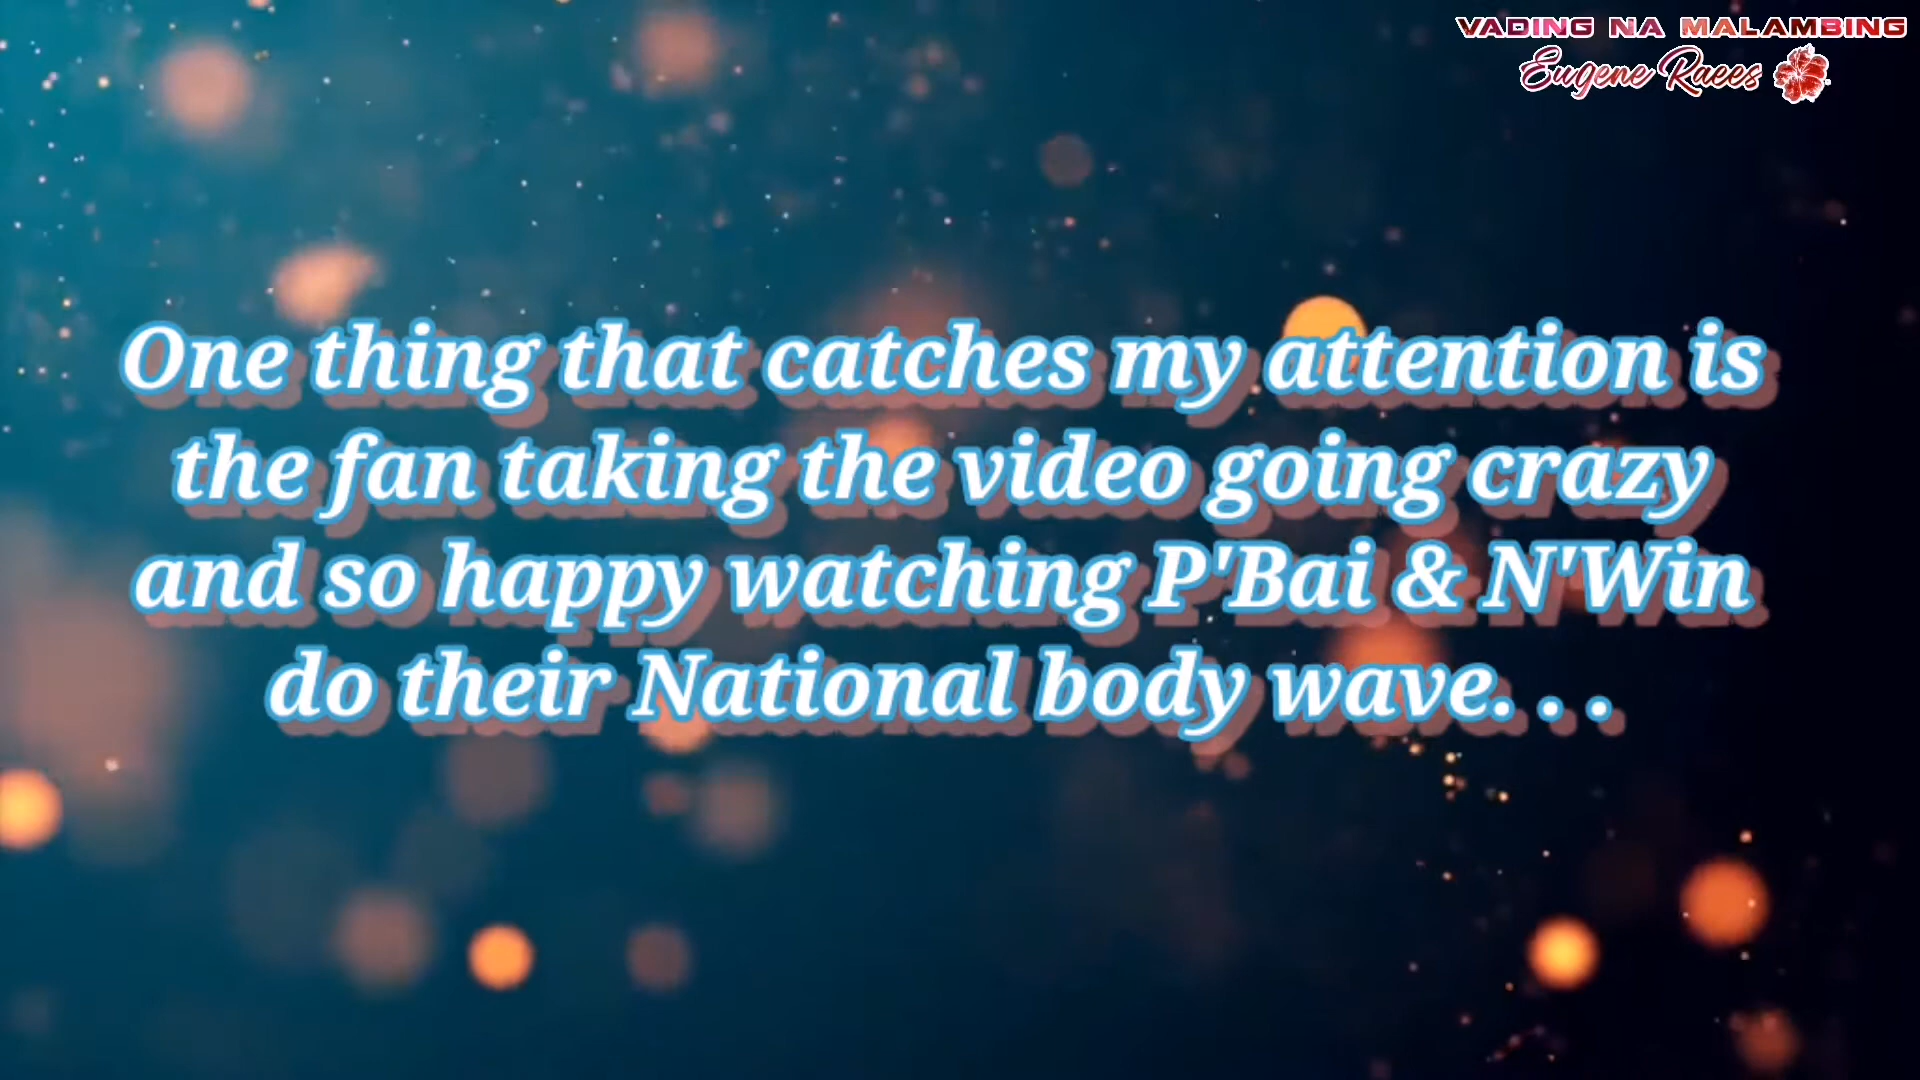 VADING NA MALAMBING
Eugene Raees
One thing that catches my attention is
the fan taking the video going crazy
and so happy watching P'Bai & N'Win
do their National body wave. . .